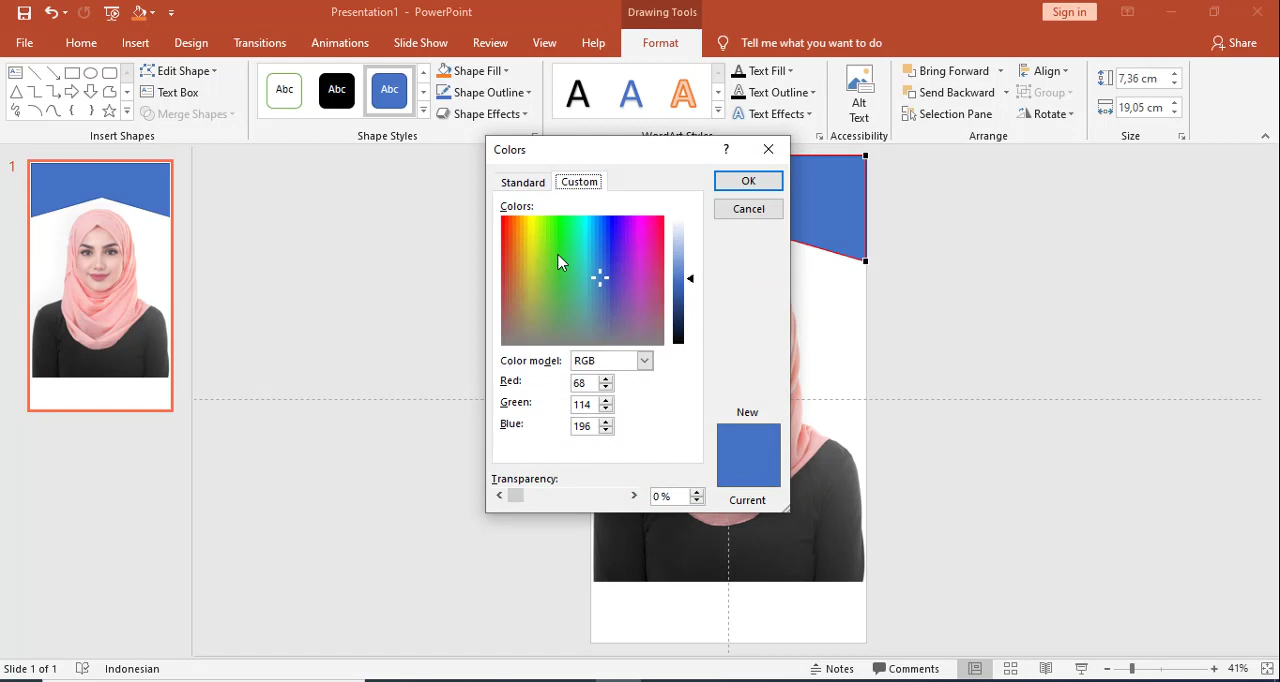 Presentation1 - PowerPoint
Drawing Tools
Sign in
File Home Insert Design Transitions Animations Slide Show Review View Help Format Tell me what you want to do Share
Edit Shape
Text Box
Merge Shapes
Insert Shapes
Abc Abc Abc
Shape Fill
Shape Outline
Shape Effects
Shape Styles
A A A
Text Fill
Text Outline
Text Effects
WordArt Styles
Alt
Text
Accessibility
Bring Forward
Send Backward
Selection Pane
Align
Group
Rotate
Arrange
7,36 cm
19,05 cm
Size
1
Colors
?
Standard Custom
OK
Cancel
Colors:
Color model: RGB
Red: 68
Green: 114
Blue: 196
New
Current
Transparency:
0 %
Slide 1 of 1 Indonesian Notes Comments 41%